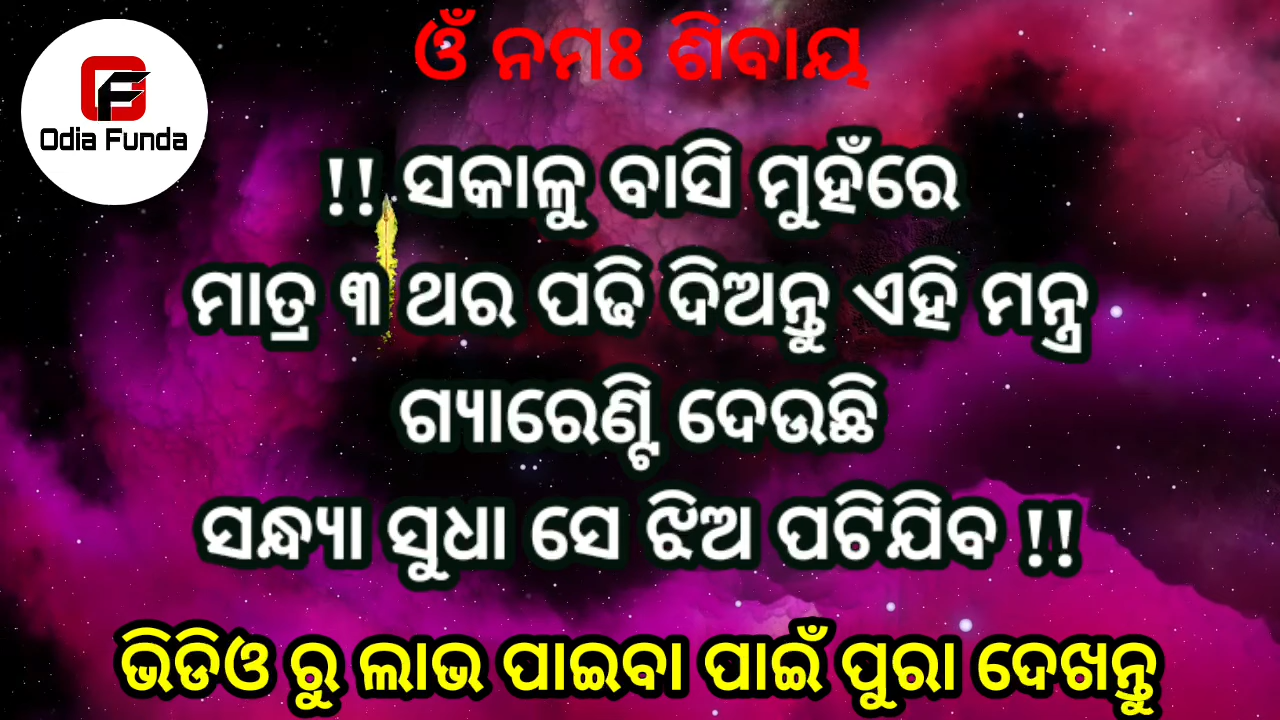 ଓଁ ନମଃ ଶିବାୟ
Odia Funda
!! ସକାଳୁ ବାସି ମୁହଁରେ
ମାତ୍ର ୩ ଥର ପଢି ଦିଅନ୍ତୁ ଏହି ମନ୍ତ୍ର
ଗ୍ୟାରେଣ୍ଟି ଦେଉଛି
ସନ୍ଧ୍ୟା ସୁଧା ସେ ଝିଅ ପଟିଯିବ !!
ଭିଡିଓ ରୁ ଲାଭ ପାଇବା ପାଇଁ ପୁରା ଦେଖନ୍ତୁ